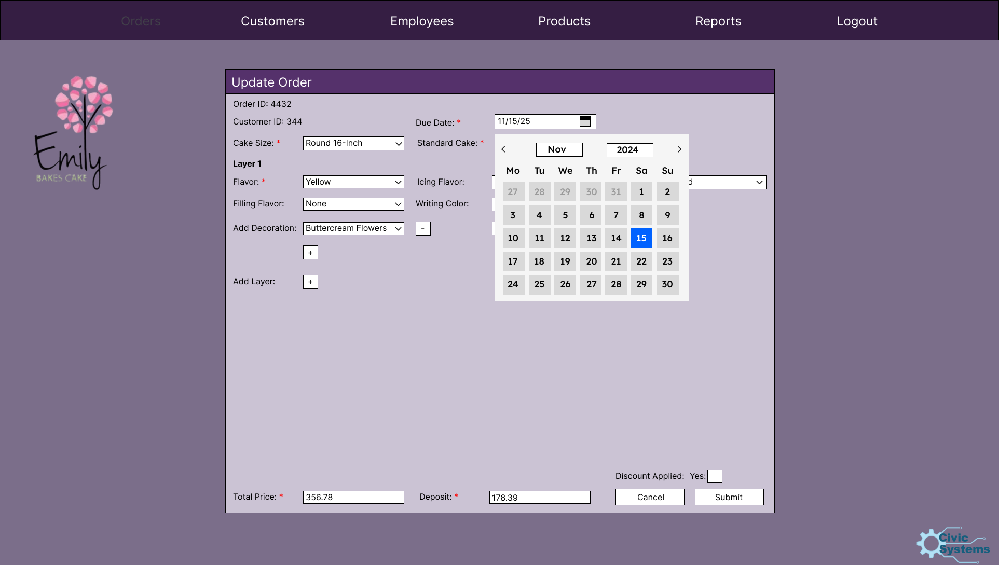 Orders Customers Employees Products Reports Logout
Emily
BAKES CAKE
Update Order
Order ID: 4432
Customer ID: 344 Due Date: * 11/15/25
Cake Size: * Round 16-Inch Standard Cake: *
Nov 2024
Mo Tu We Th Fr Sa Su
Layer 1
Flavor: * Yellow Icing Flavor: d
27 28 29 30 31 1 2
Filling Flavor: None Writing Color:
3 4 5 6 7 8 9
Add Decoration: Buttercream Flowers -
10 11 12 13 14 15 16
+
17 18 19 20 21 22 23
Add Layer: +
24 25 26 27 28 29 30
Discount Applied: Yes:
Total Price: * 356.78 Deposit: * 178.39 Cancel Submit
Civic
Systems